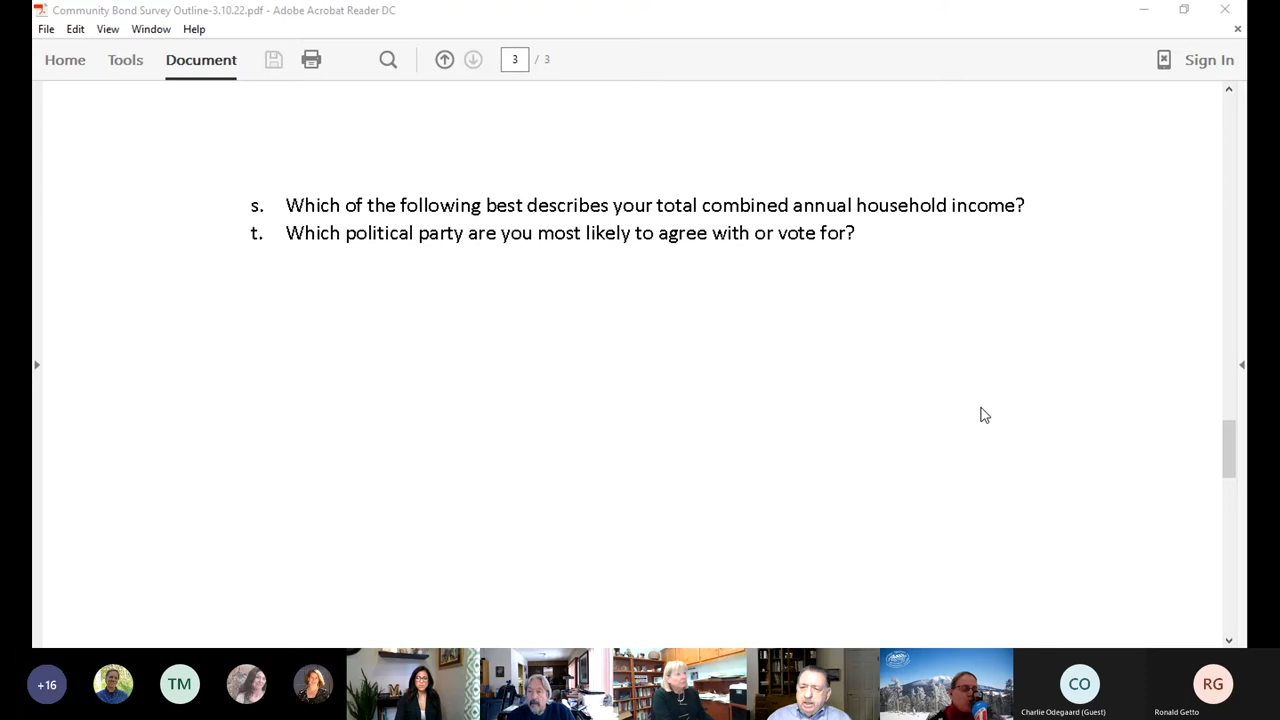 Community Bond Survey Outline-3.10.22.pdf - Adobe Acrobat Reader DC
File Edit View Window Help
Home Tools Document 3 / 3 Sign In
s. Which of the following best describes your total combined annual household income?
t. Which political party are you most likely to agree with or vote for?
+16 TM CO RG
Charlie Odegaard (Guest) Ronald Getto